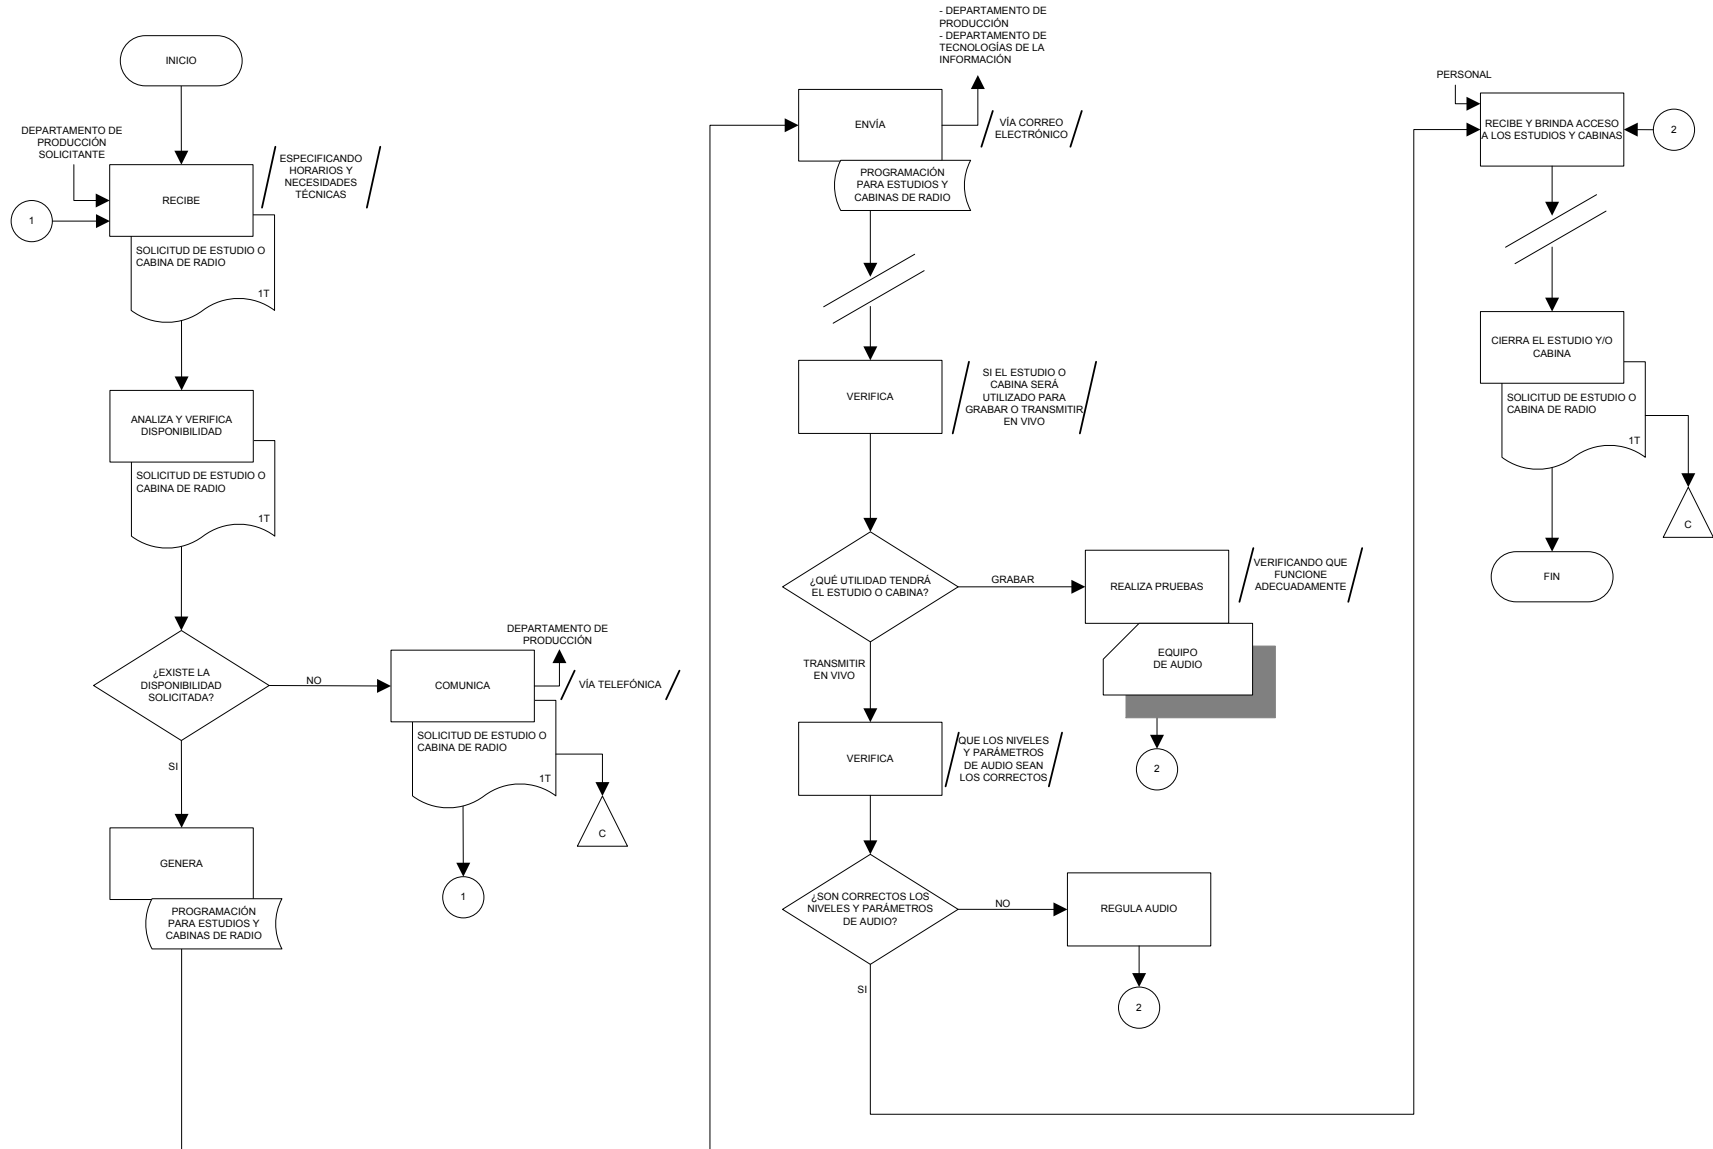 INICIO
DEPARTAMENTO DE
PRODUCCIÓN
SOLICITANTE
1
RECIBE
ESPECIFICANDO
HORARIOS Y
NECESIDADES
TÉCNICAS
SOLICITUD DE ESTUDIO O
CABINA DE RADIO
1T
ANALIZA Y VERIFICA
DISPONIBILIDAD
SOLICITUD DE ESTUDIO O
CABINA DE RADIO
1T
¿EXISTE LA
DISPONIBILIDAD
SOLICITADA?
NO
COMUNICA
DEPARTAMENTO DE
PRODUCCIÓN
VÍA TELEFÓNICA
SOLICITUD DE ESTUDIO O
CABINA DE RADIO
1T
C
1
SI
GENERA
PROGRAMACIÓN
PARA ESTUDIOS Y
CABINAS DE RADIO
- DEPARTAMENTO DE
PRODUCCIÓN
- DEPARTAMENTO DE
TECNOLOGÍAS DE LA
INFORMACIÓN
ENVÍA
VÍA CORREO
ELECTRÓNICO
PROGRAMACIÓN
PARA ESTUDIOS Y
CABINAS DE RADIO
VERIFICA
SI EL ESTUDIO O
CABINA SERÁ
UTILIZADO PARA
GRABAR O TRANSMITIR
EN VIVO
¿QUÉ UTILIDAD TENDRÁ
EL ESTUDIO O CABINA?
GRABAR
REALIZA PRUEBAS
VERIFICANDO QUE
FUNCIONE
ADECUADAMENTE
EQUIPO
DE AUDIO
2
TRANSMITIR
EN VIVO
VERIFICA
QUE LOS NIVELES
Y PARÁMETROS
DE AUDIO SEAN
LOS CORRECTOS
¿SON CORRECTOS LOS
NIVELES Y PARÁMETROS
DE AUDIO?
NO
REGULA AUDIO
2
SI
PERSONAL
RECIBE Y BRINDA ACCESO
A LOS ESTUDIOS Y CABINAS
2
CIERRA EL ESTUDIO Y/O
CABINA
SOLICITUD DE ESTUDIO O
CABINA DE RADIO
1T
C
FIN